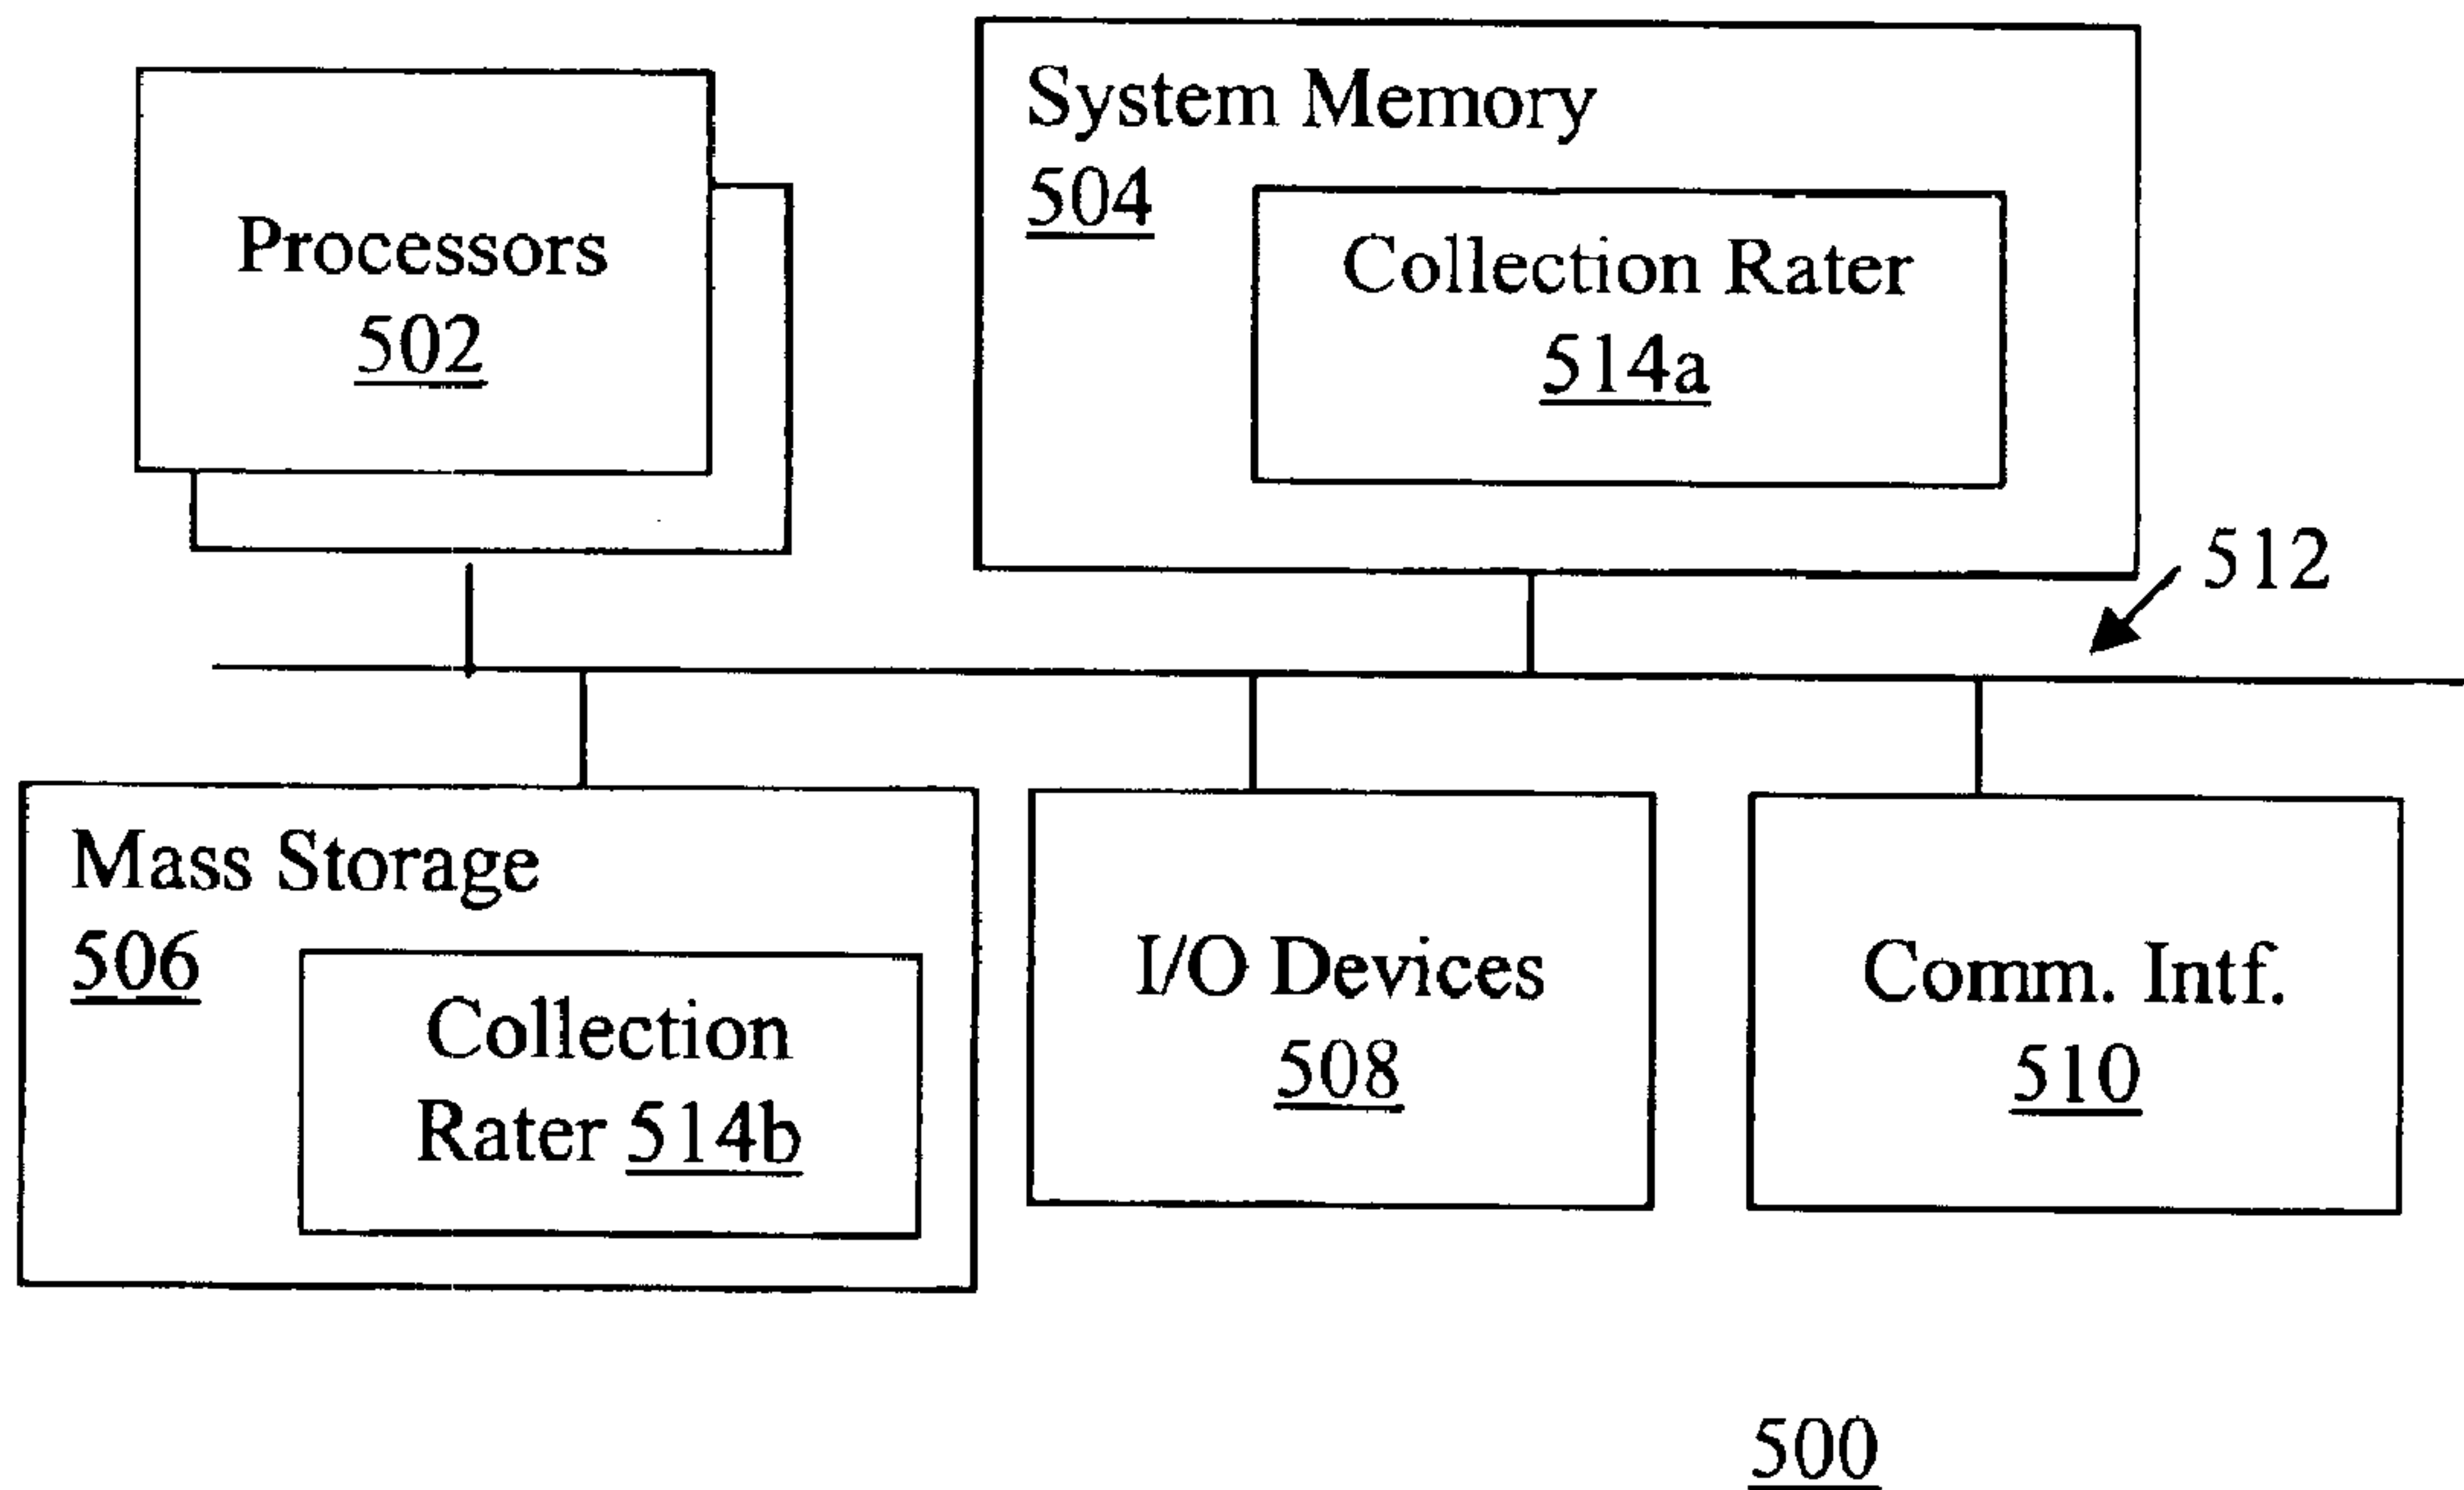 Processors
502
System Memory
504
Collection Rater
514a
512
Mass Storage
506
Collection
Rater 514b
I/O Devices
508
Comm. Intf.
510
500